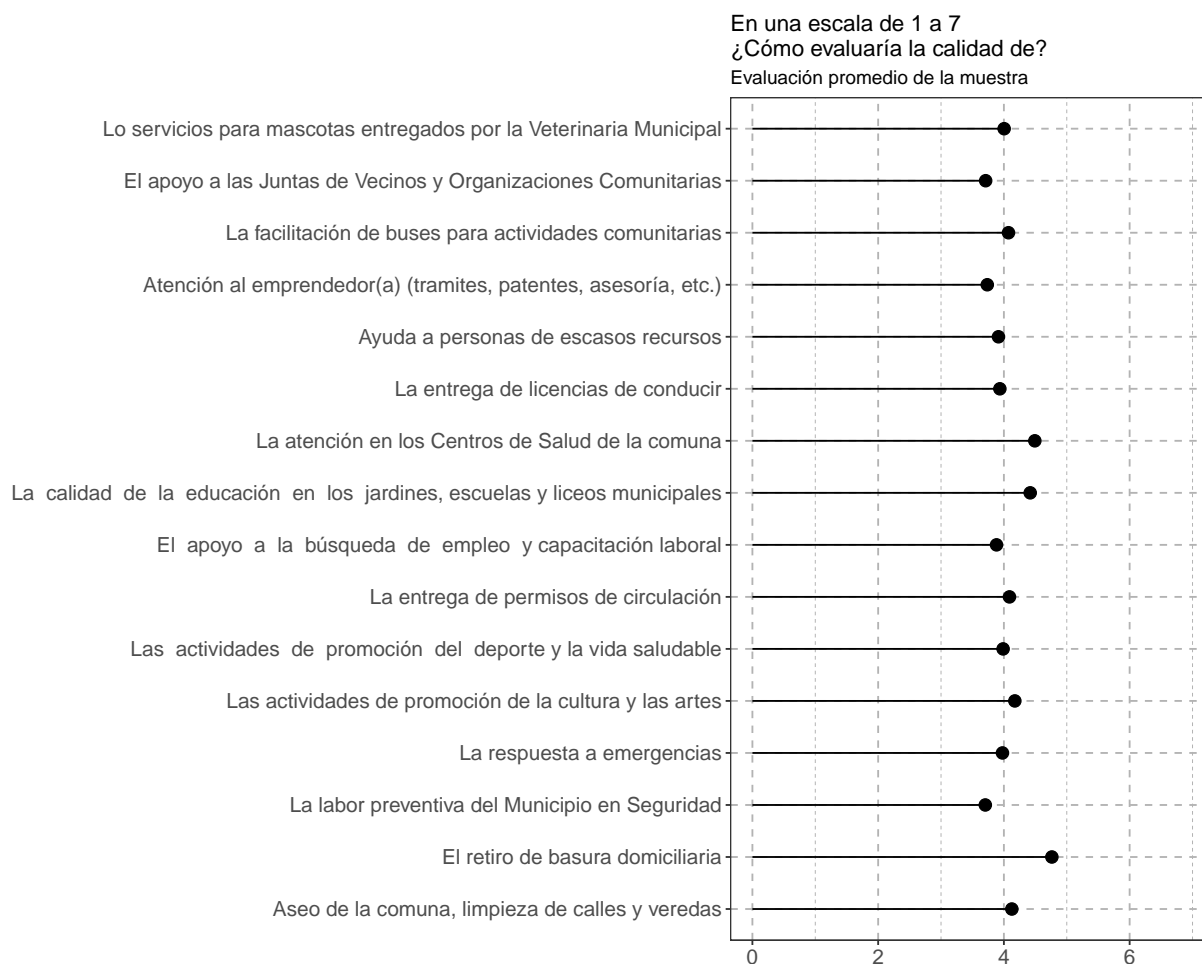 En una escala de 1 a 7
¿Cómo evaluaría la calidad de?
Evaluación promedio de la muestra
Lo servicios para mascotas entregados por la Veterinaria Municipal
El apoyo a las Juntas de Vecinos y Organizaciones Comunitarias
La facilitación de buses para actividades comunitarias
Atención al emprendedor(a) (tramites, patentes, asesoría, etc.)
Ayuda a personas de escasos recursos
La entrega de licencias de conducir
La atención en los Centros de Salud de la comuna
La calidad de la educación en los jardines, escuelas y liceos municipales
El apoyo a la búsqueda de empleo y capacitación laboral
La entrega de permisos de circulación
Las actividades de promoción del deporte y la vida saludable
Las actividades de promoción de la cultura y las artes
La respuesta a emergencias
La labor preventiva del Municipio en Seguridad
El retiro de basura domiciliaria
Aseo de la comuna, limpieza de calles y veredas
0 2 4 6